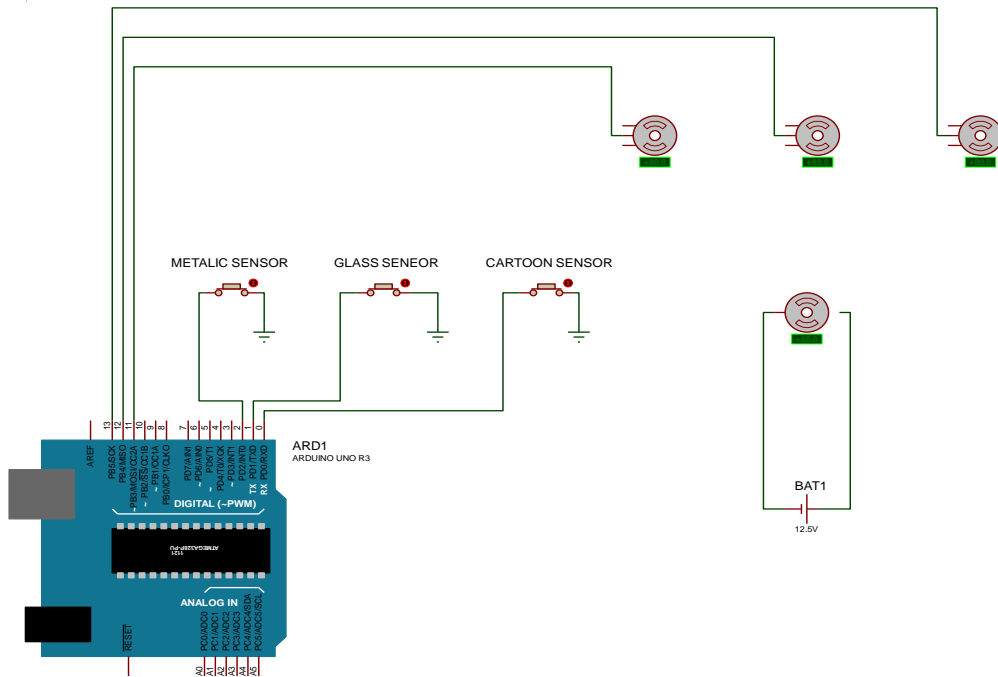 METALIC SENSOR
GLASS SENEOR
CARTOON SENSOR
ARD1
ARDUINO UNO R3
BAT1
12.5V
AREF
13
12
11
10
9
8
7
6
5
4
3
2
1
0
PB5/SCK
PB4/MISO
~PB3/MOSI/OC2A
~PB2/SS/OC1B
~PB1/OC1A
PB0/ICP1/CLKO
PD7/AIN1
~PD6/AIN0
~PD5/T1
PD4/T0/XCK
~PD3/INT1
PD2/INT0
TX PD1/TXD
RX PD0/RXD
DIGITAL (~PWM)
ATMEGA328P-PU
1121
ANALOG IN
RESET
PC0/ADC0
PC1/ADC1
PC2/ADC2
PC3/ADC3
PC4/ADC4/SDA
PC5/ADC5/SCL
A0
A1
A2
A3
A4
A5